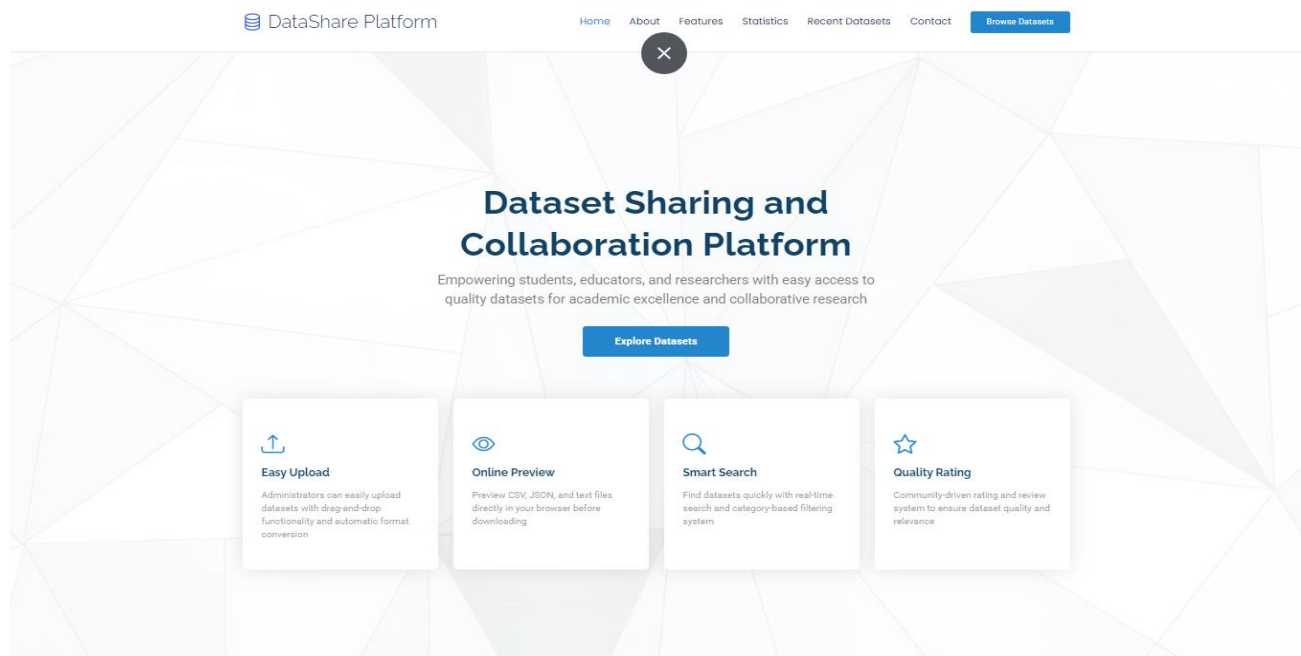 DataShare Platform
Home About Features Statistics Recent Datasets Contact Browse Datasets
Dataset Sharing and
Collaboration Platform
Empowering students, educators, and researchers with easy access to
quality datasets for academic excellence and collaborative research
Explore Datasets
Easy Upload
Administrators can easily upload
datasets with drag-and-drop
functionality and automatic format
conversion
Online Preview
Preview CSV, JSON, and text files
directly in your browser before
downloading
Smart Search
Find datasets quickly with real-time
search and category-based filtering
system
Quality Rating
Community-driven rating and review
system to ensure dataset quality and
relevance